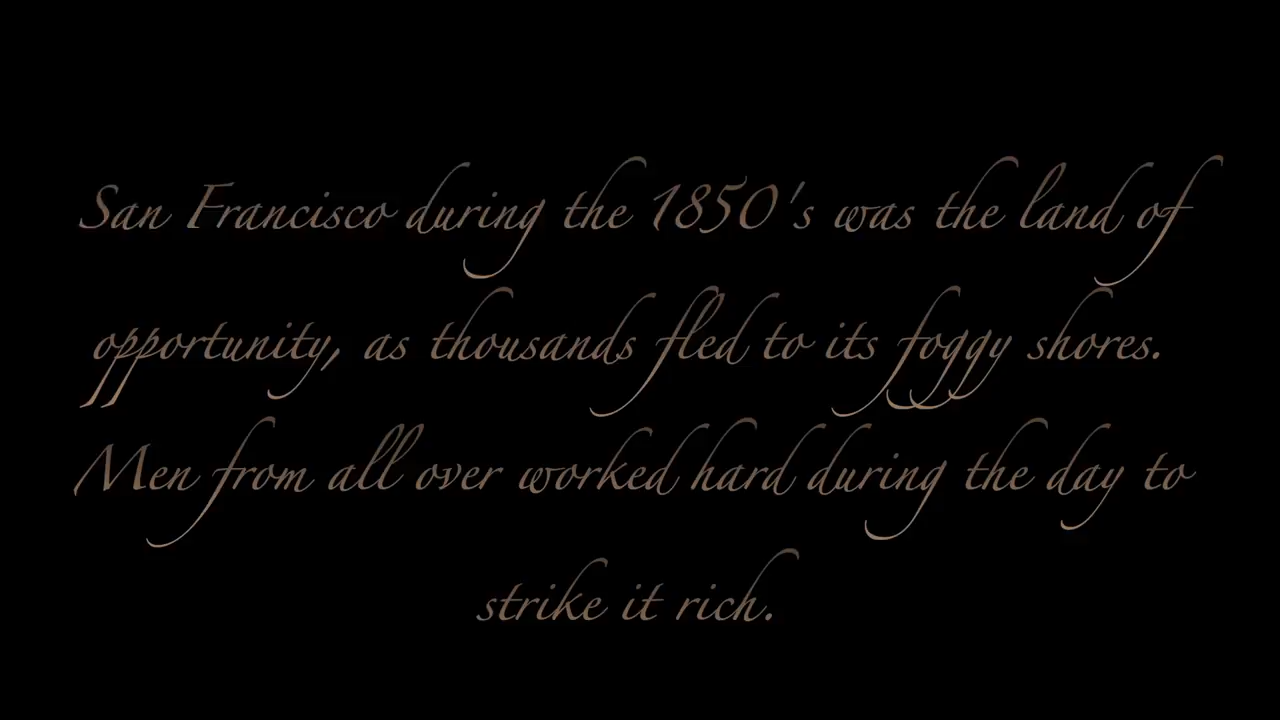 San Francisco during the 1850's was the land of
opportunity, as thousands fled to its foggy shores.
Men from all over worked hard during the day to
strike it rich.